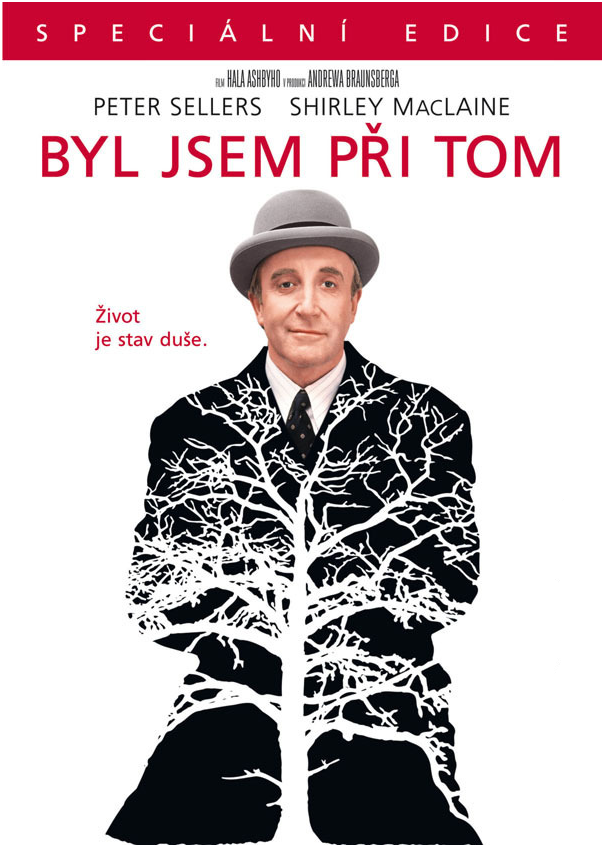 SPECIÁLNÍ EDICE
FILM HALA ASHBYHO V PRODUKCI ANDREWA BRAUNSBERGA
PETER SELLERS SHIRLEY MACLAINE
BYL JSEM PŘI TOM
Život
je stav duše.